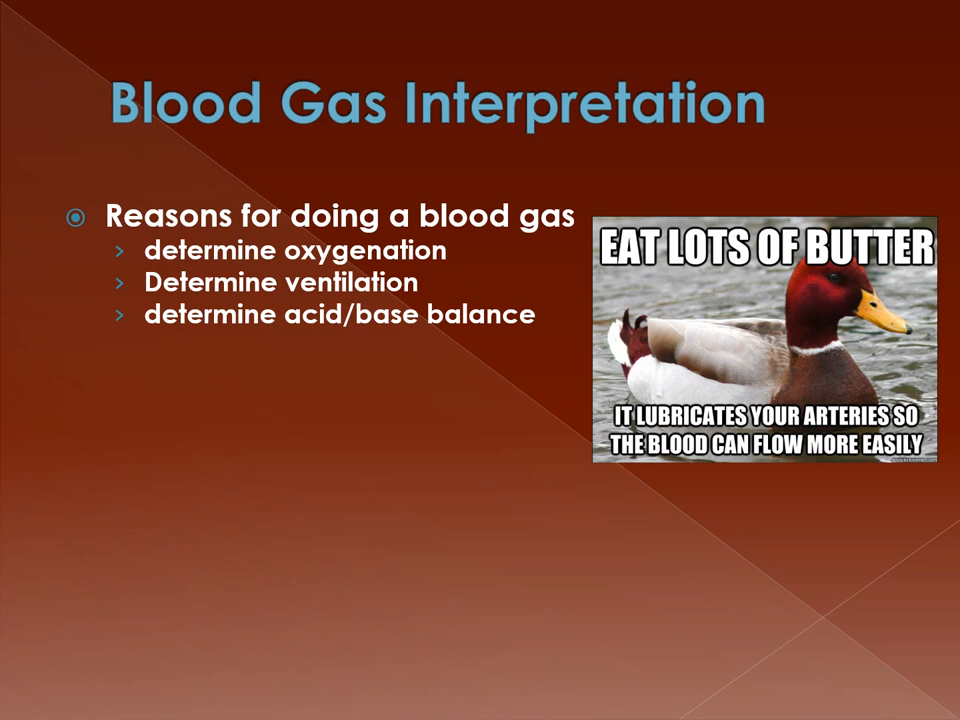 Blood Gas Interpretation
Reasons for doing a blood gas
determine oxygenation
Determine ventilation
determine acid/base balance
EAT LOTS OF BUTTER
IT LUBRICATES YOUR ARTERIES SO
THE BLOOD CAN FLOW MORE EASILY